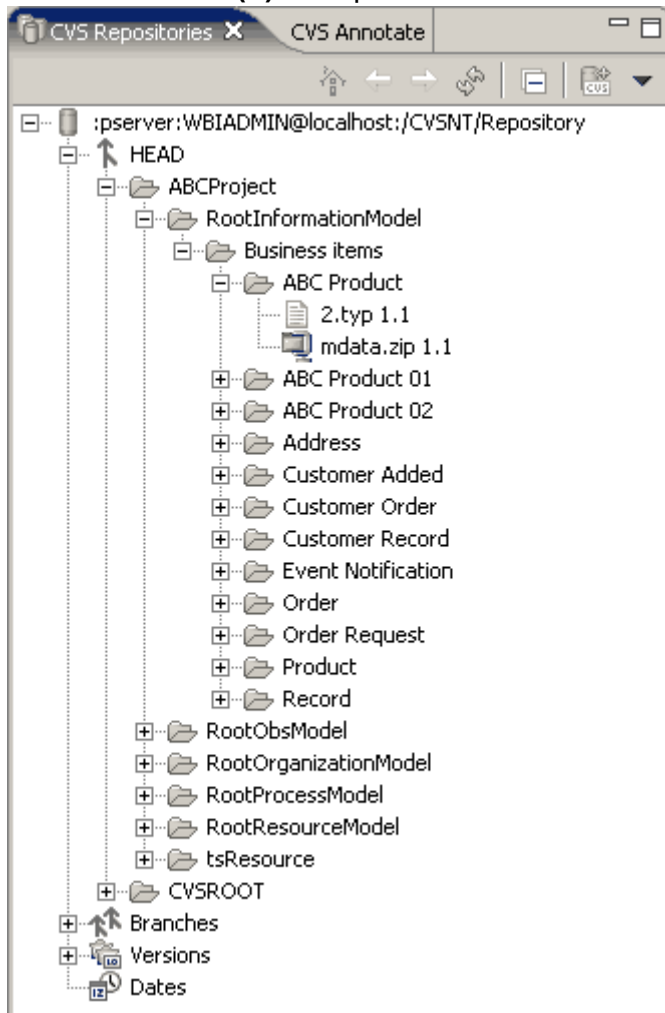 CVS Repositories CVS Annotate
CVS
:pserver:WBIADMIN@localhost:/CVSNT/Repository
HEAD
ABCProject
RootInformationModel
Business items
ABC Product
2.typ 1.1
mdata.zip 1.1
ABC Product 01
ABC Product 02
Address
Customer Added
Customer Order
Customer Record
Event Notification
Order
Order Request
Product
Record
RootObsModel
RootOrganizationModel
RootProcessModel
RootResourceModel
tsResource
CVSROOT
Branches
Versions
Dates